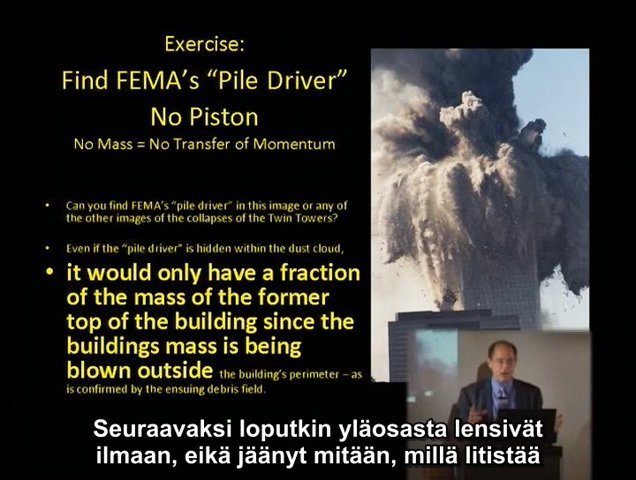 Exercise:
Find FEMA's "Pile Driver"
No Piston
No Mass = No Transfer of Momentum
• Can you find FEMA's "pile driver" in this image or any of
the other images of the collapses of the Twin Towers?
• Even if the "pile driver" is hidden within the dust cloud,
• it would only have a fraction
of the mass of the former
top of the building since the
buildings mass is being
blown outside the building's perimeter – as
is confirmed by the ensuing debris field.
Seuraavaksi loputkin yläosasta lensivät
ilmaan, eikä jäänyt mitään, millä litistää